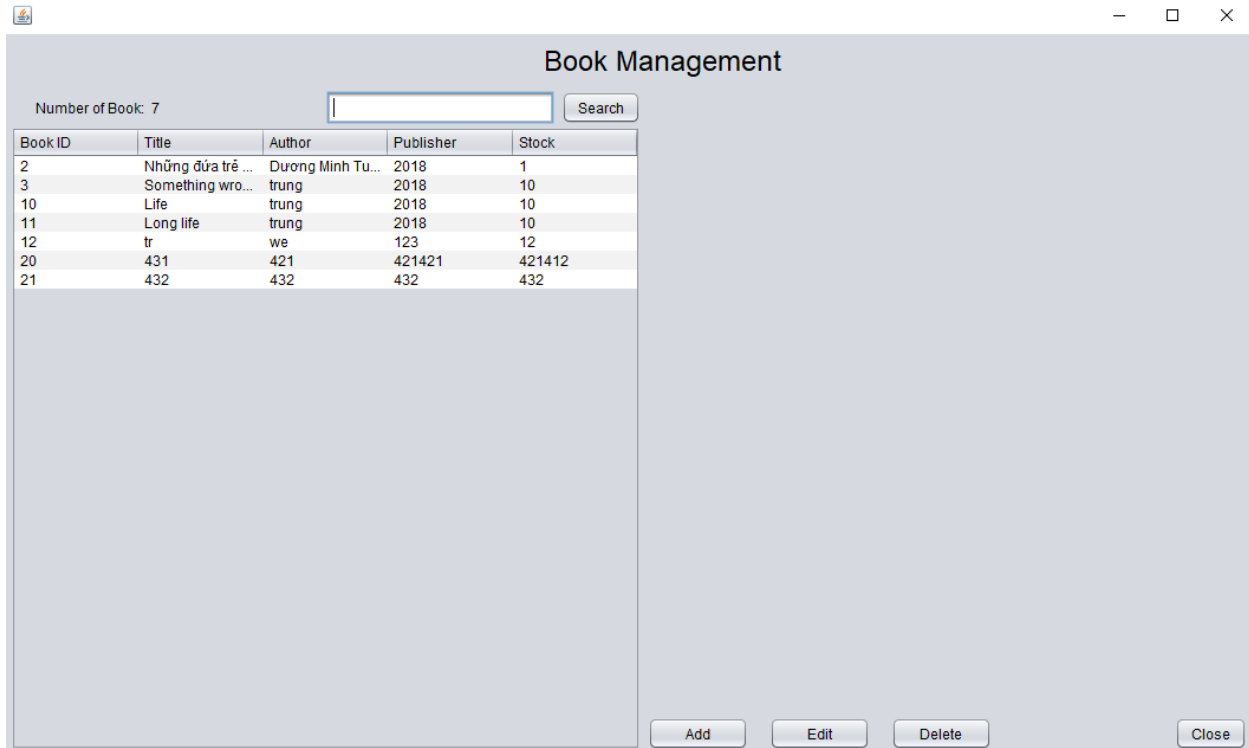 Book Management
Number of Book: 7 Search
Book ID Title Author Publisher Stock
2 Những đứa trẻ ... Dương Minh Tu... 2018 1
3 Something wro... trung 2018 10
10 Life trung 2018 10
11 Long life trung 2018 10
12 tr we 123 12
20 431 421 421421 421412
21 432 432 432 432
Add Edit Delete Close